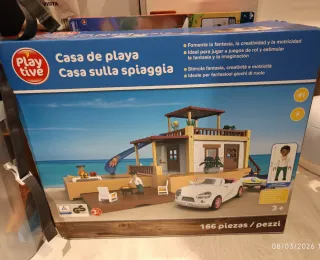 Playtive
Casa de playa
Casa sulla spiaggia
Fomenta la fantasía, la creatividad y la motricidad
Ideal para jugar a juegos de rol y estimular
la fantasía y la imaginación
Stimola fantasia, creatività e motricità
Ideale per fantasiosi giochi di ruolo
3+
166 piezas / pezzi
08/03/2026